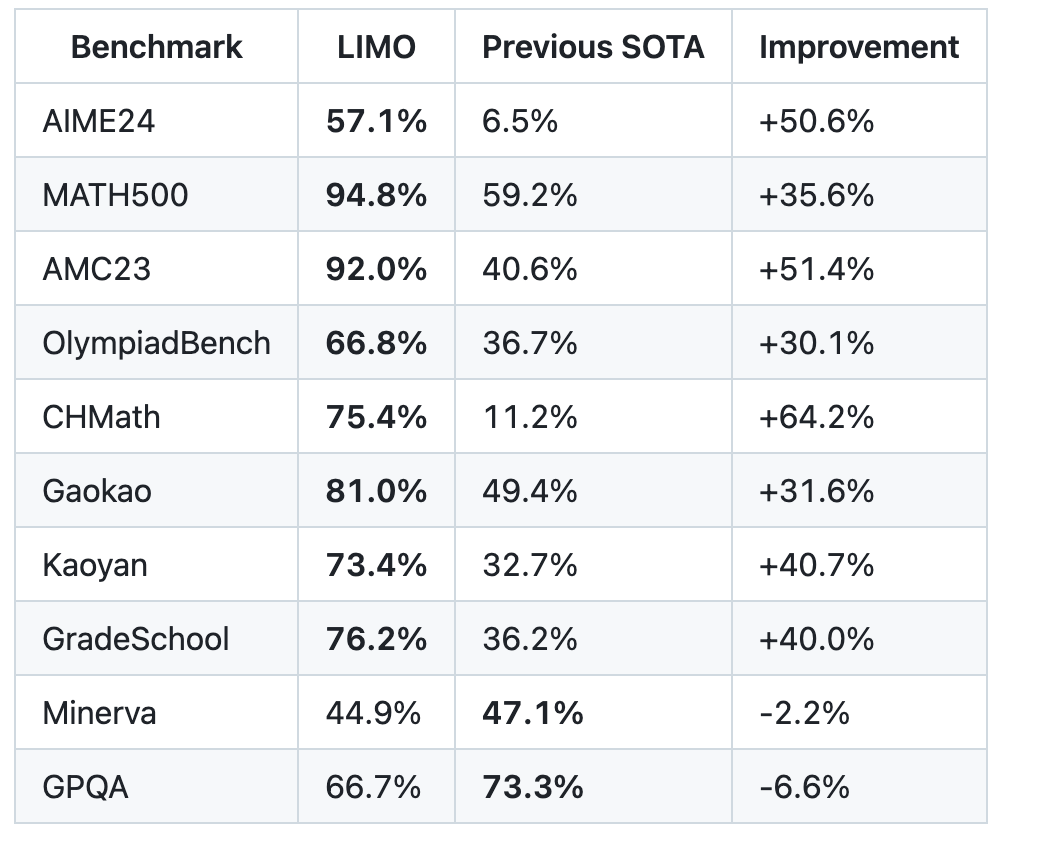 Benchmark LIMO Previous SOTA Improvement
AIME24 57.1% 6.5% +50.6%
MATH500 94.8% 59.2% +35.6%
AMC23 92.0% 40.6% +51.4%
OlympiadBench 66.8% 36.7% +30.1%
CHMath 75.4% 11.2% +64.2%
Gaokao 81.0% 49.4% +31.6%
Kaoyan 73.4% 32.7% +40.7%
GradeSchool 76.2% 36.2% +40.0%
Minerva 44.9% 47.1% -2.2%
GPQA 66.7% 73.3% -6.6%